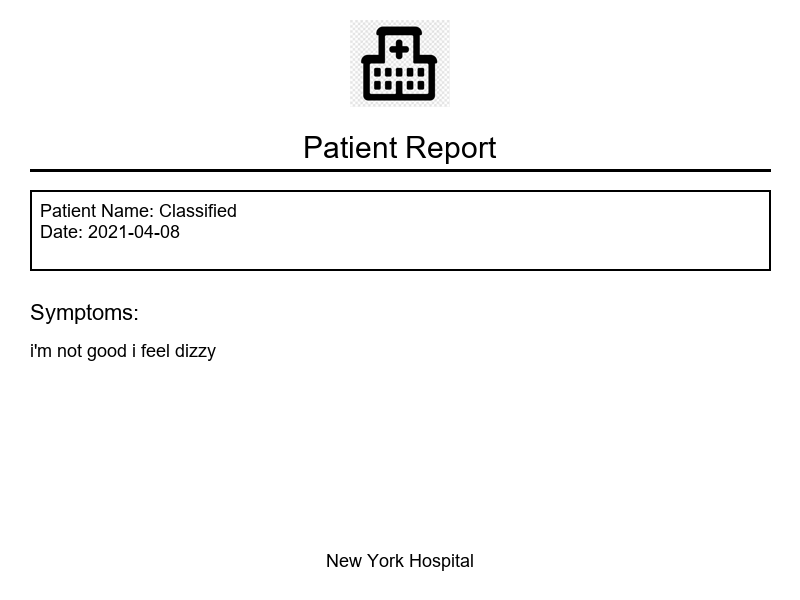 Patient Report
Patient Name: Classified
Date: 2021-04-08
Symptoms:
i'm not good i feel dizzy
New York Hospital